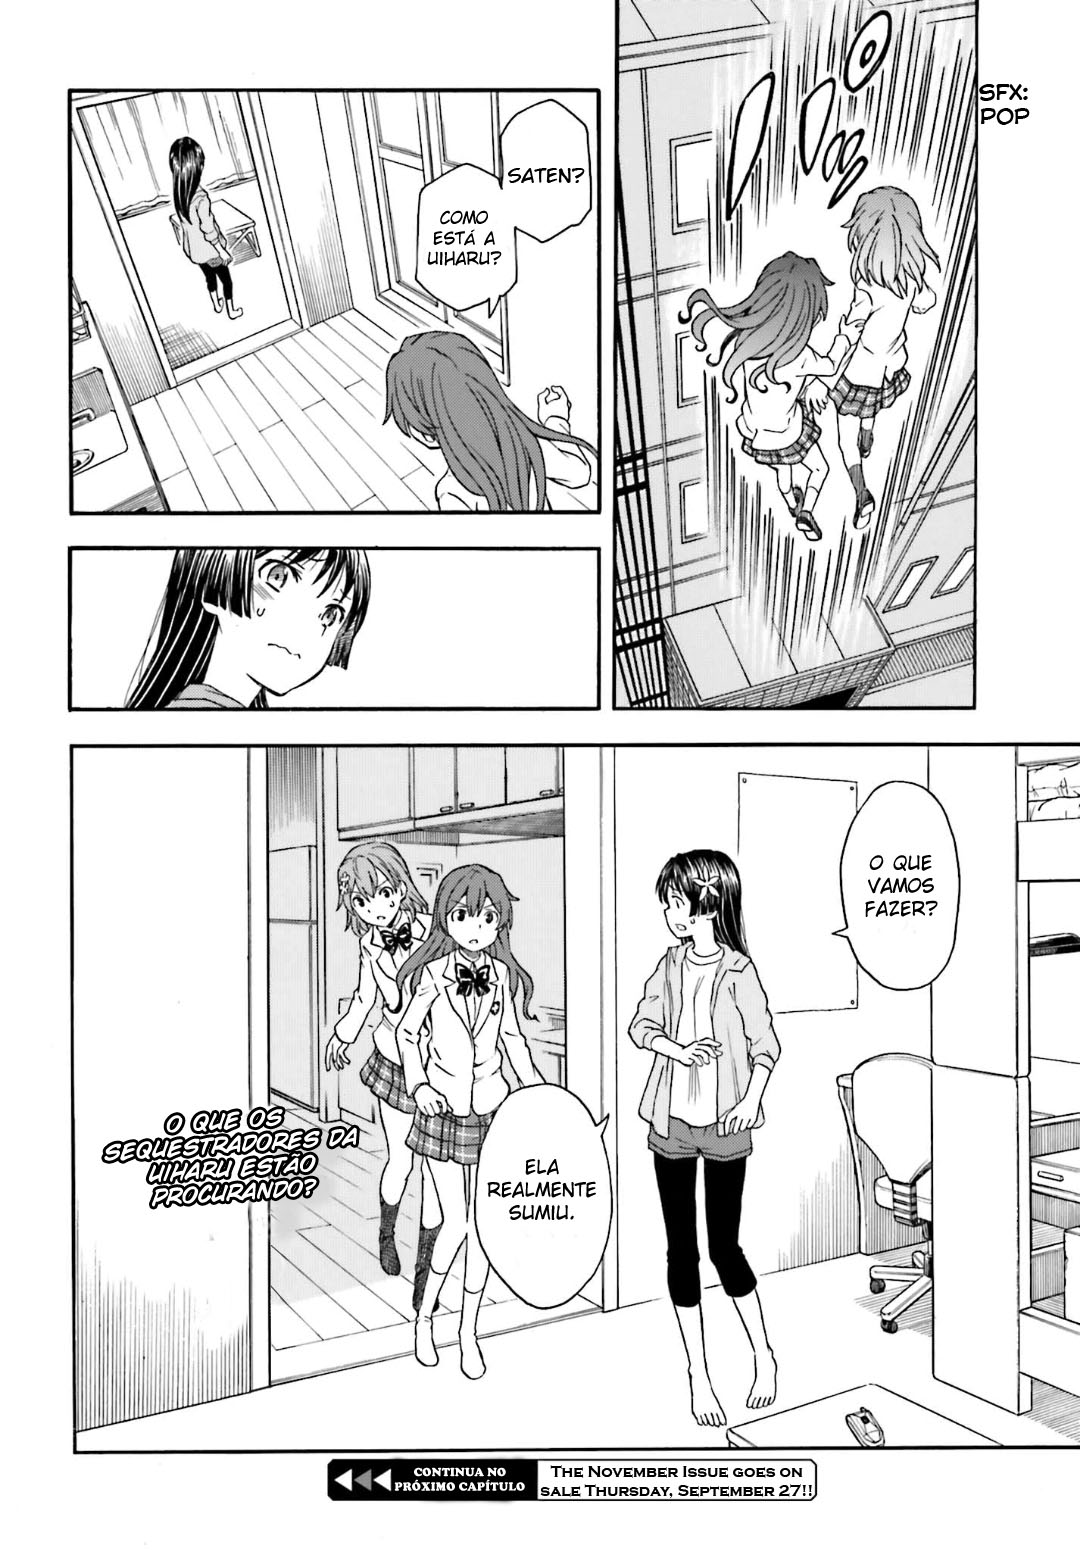 SFX:
POP
SATEN?
COMO
ESTÁ A
UIHARU?
O QUE
VAMOS
FAZER?
ELA
REALMENTE
SUMIU.
O QUE OS
SEQUESTRADORES DA
UIHARU ESTÃO
PROCURANDO?
CONTINUA NO
PRÓXIMO CAPÍTULO
The November Issue goes on
sale Thursday, September 27!!